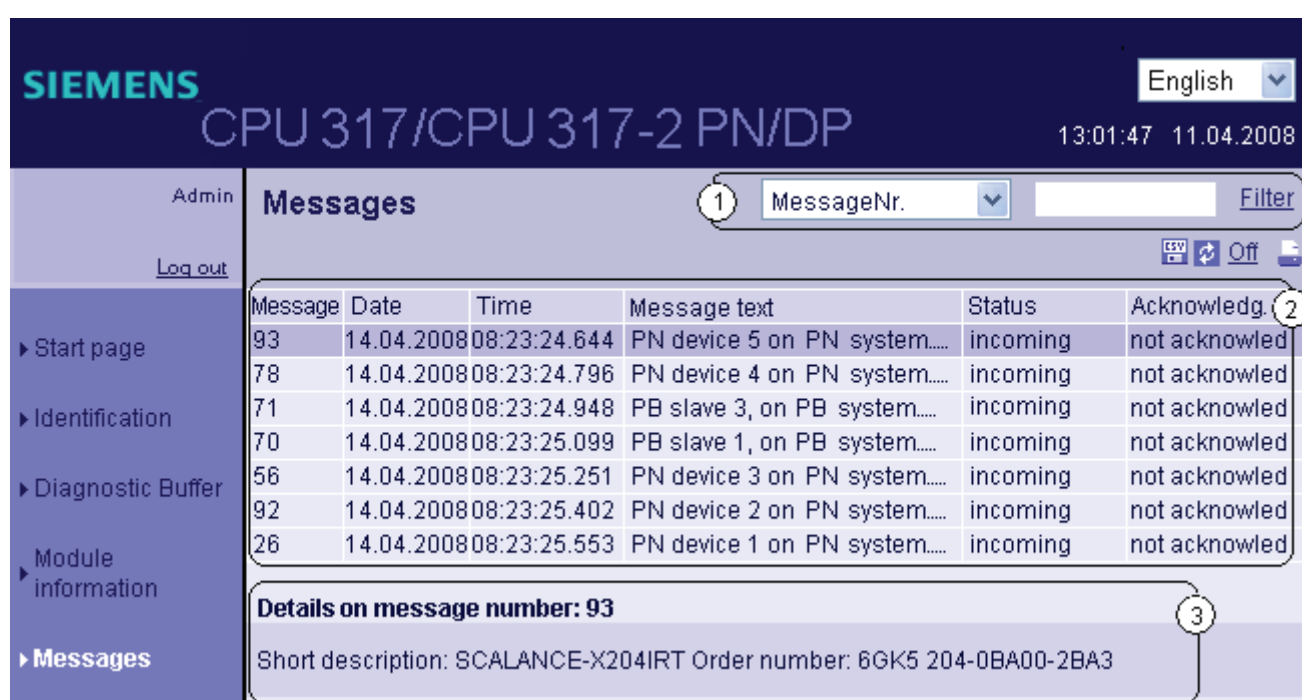 SIEMENS
English
CPU 317/CPU 317-2 PN/DP
13:01:47 11.04.2008
Admin
Log out
Start page
Identification
Diagnostic Buffer
Module
information
Messages
Messages
1 MessageNr. Filter
CSV Off
Message Date Time Message text Status Acknowledg. 2
93 14.04.2008 08:23:24.644 PN device 5 on PN system..... incoming not acknowled
78 14.04.2008 08:23:24.796 PN device 4 on PN system..... incoming not acknowled
71 14.04.2008 08:23:24.948 PB slave 3, on PB system..... incoming not acknowled
70 14.04.2008 08:23:25.099 PB slave 1, on PB system..... incoming not acknowled
56 14.04.2008 08:23:25.251 PN device 3 on PN system..... incoming not acknowled
92 14.04.2008 08:23:25.402 PN device 2 on PN system..... incoming not acknowled
26 14.04.2008 08:23:25.553 PN device 1 on PN system..... incoming not acknowled
Details on message number: 93
3
Short description: SCALANCE-X204IRT Order number: 6GK5 204-0BA00-2BA3